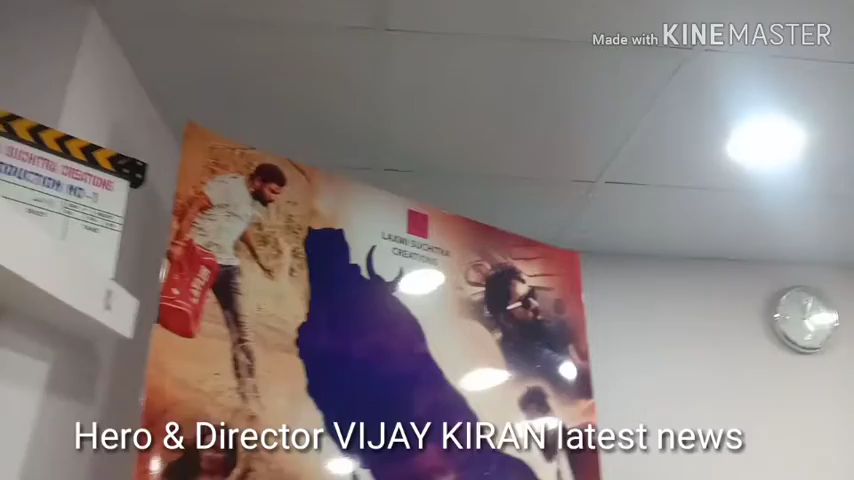 Made with KINEMASTER
SUCHITRA CREATIONS
LAXMI SUCHITRA
CREATIONS
Hero & Director VIJAY KIRAN latest news